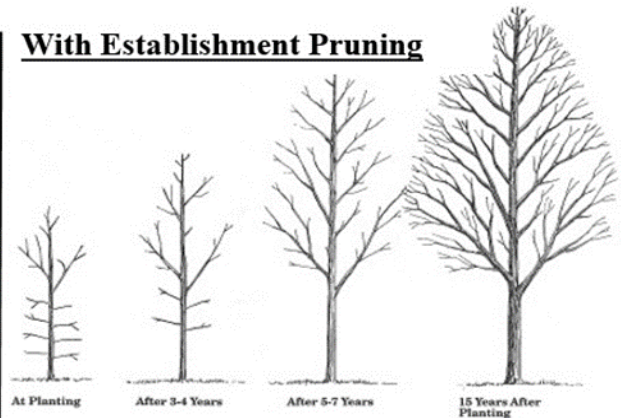 With Establishment Pruning
At Planting
After 3-4 Years
After 5-7 Years
15 Years After
Planting